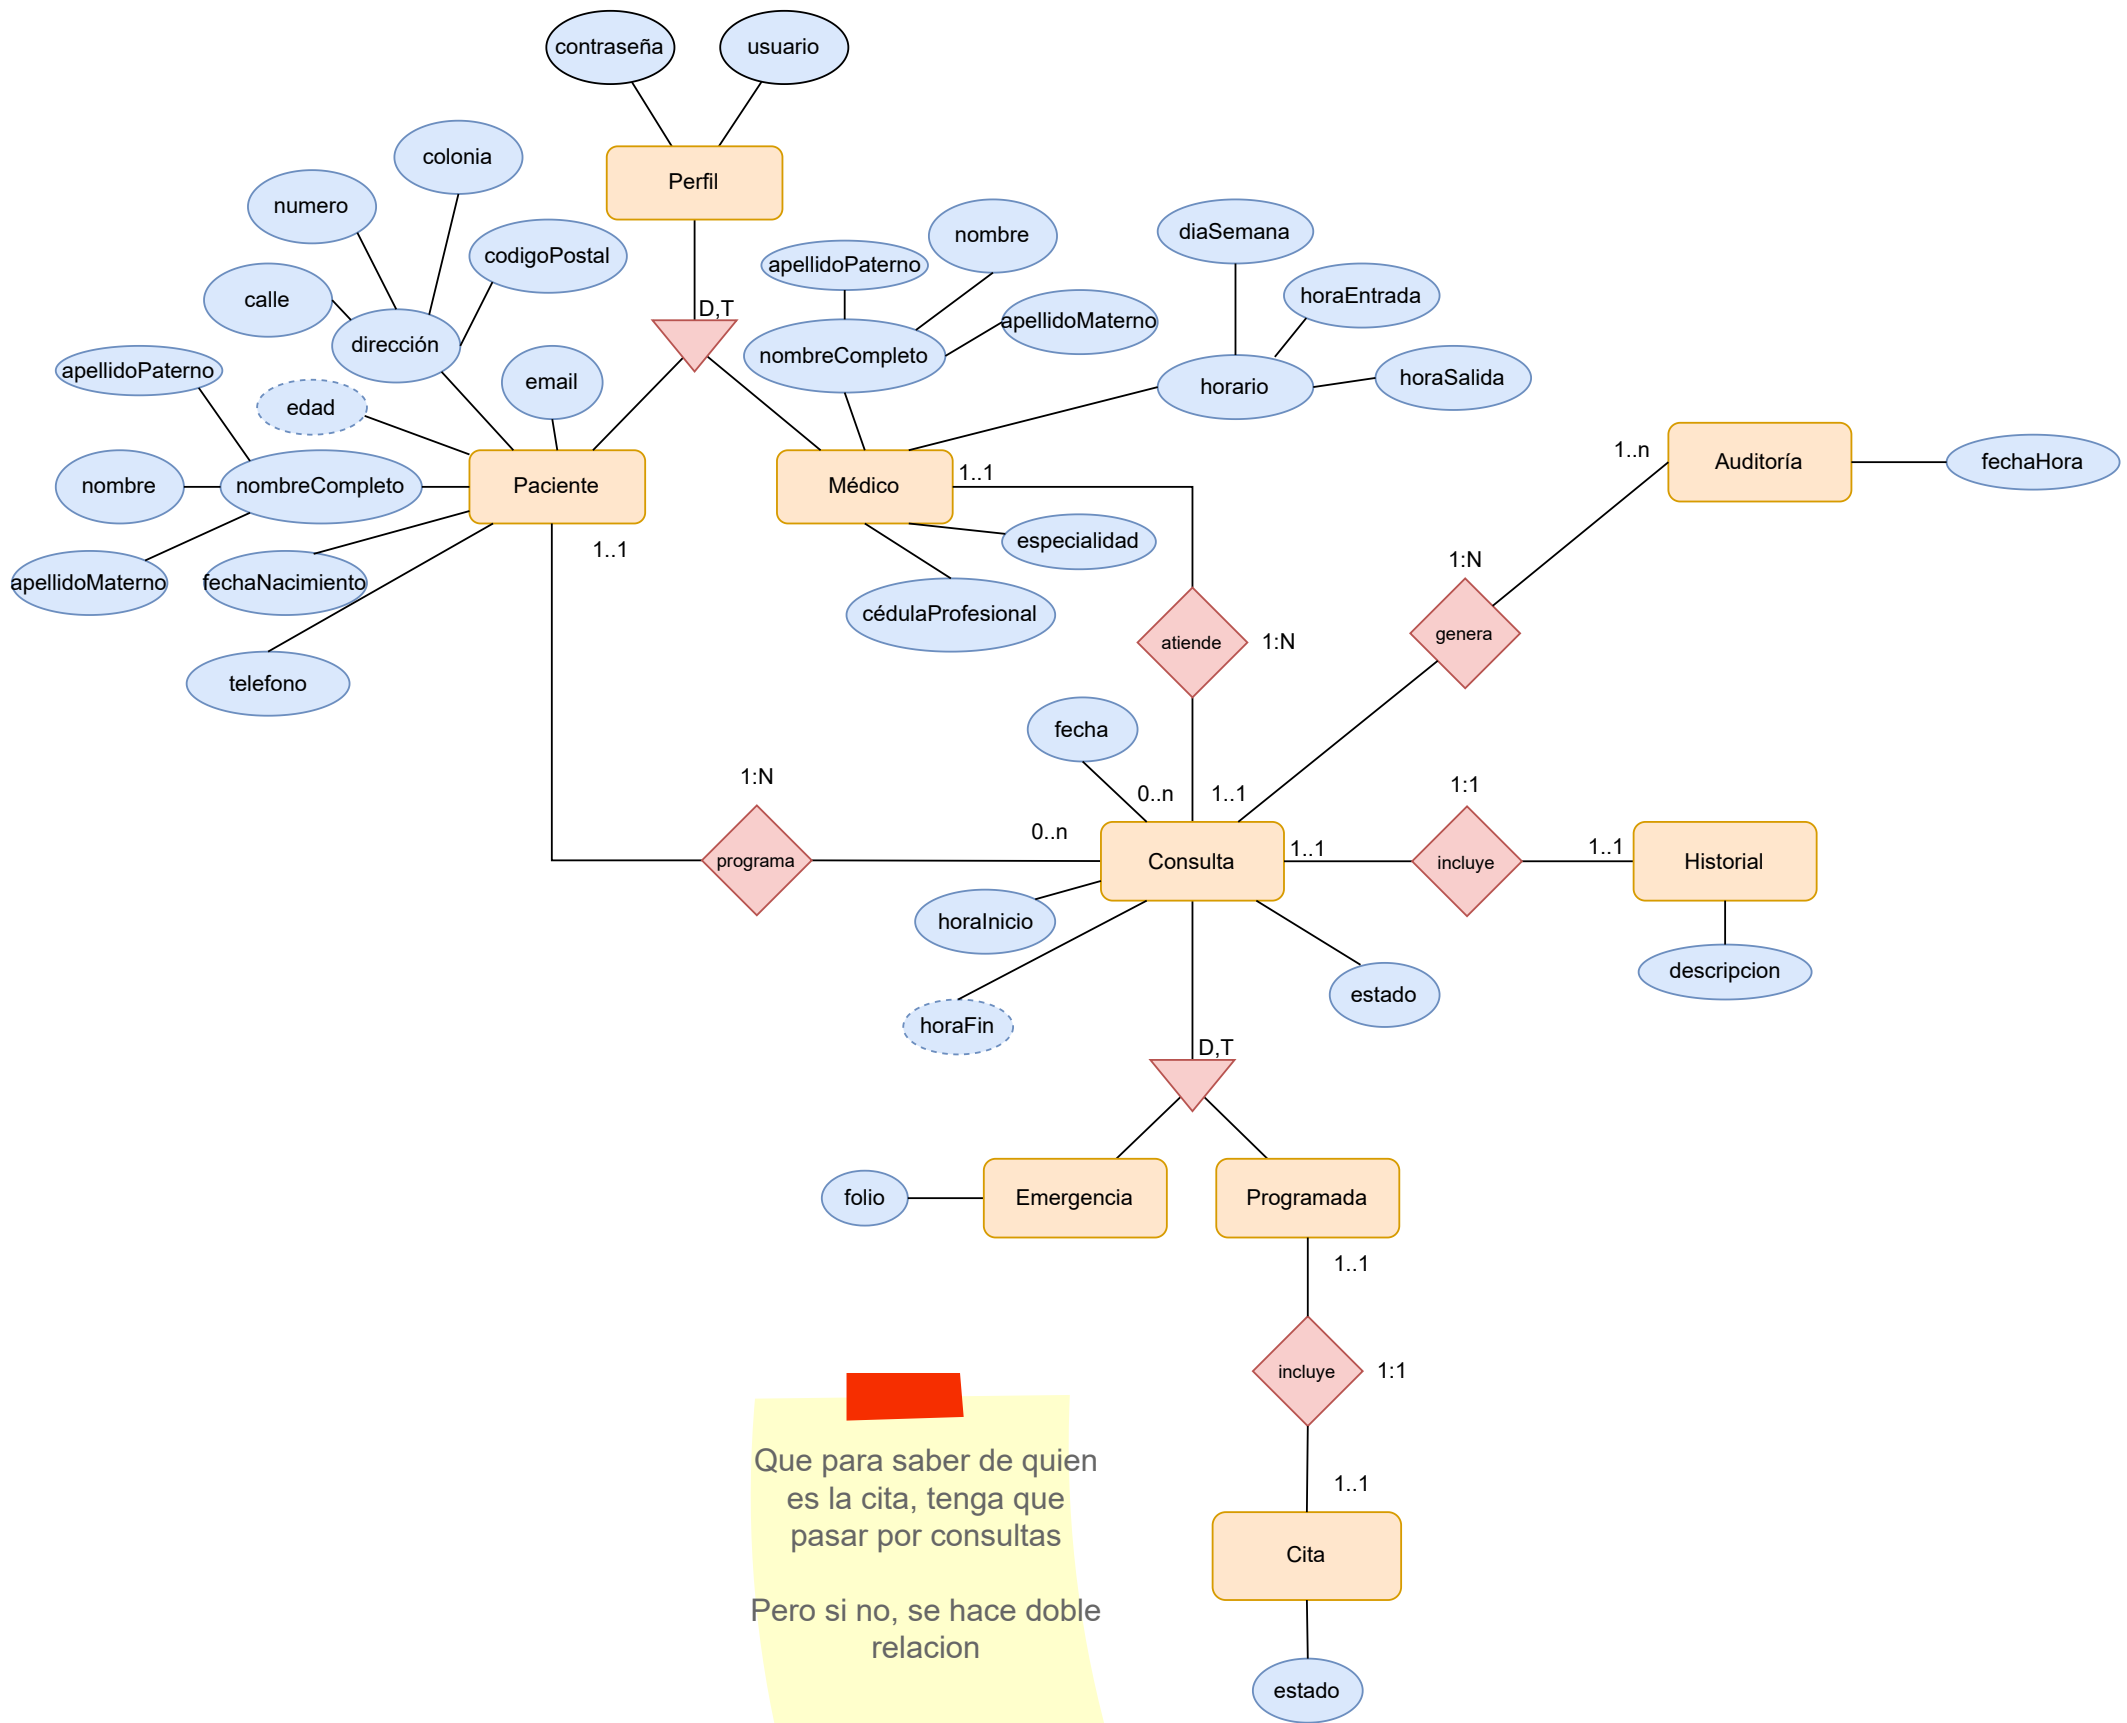 contraseña
usuario
Perfil
colonia
numero
codigoPostal
calle
dirección
D,T
apellidoPaterno
nombre
apellidoMaterno
nombreCompleto
diaSemana
horaEntrada
horaSalida
horario
apellidoPaterno
edad
email
nombre
nombreCompleto
Paciente
apellidoMaterno
fechaNacimiento
telefono
1..1
Médico
1..1
especialidad
cédulaProfesional
atiende
1:N
1..n
Auditoría
fechaHora
1:N
genera
fecha
0..n
1..1
1:N
programa
0..n
Consulta
1..1
1:1
incluye
1..1
Historial
descripcion
horaInicio
horaFin
estado
D,T
folio
Emergencia
Programada
1..1
incluye
1:1
1..1
Cita
estado
Que para saber de quien
es la cita, tenga que
pasar por consultas
Pero si no, se hace doble
relacion